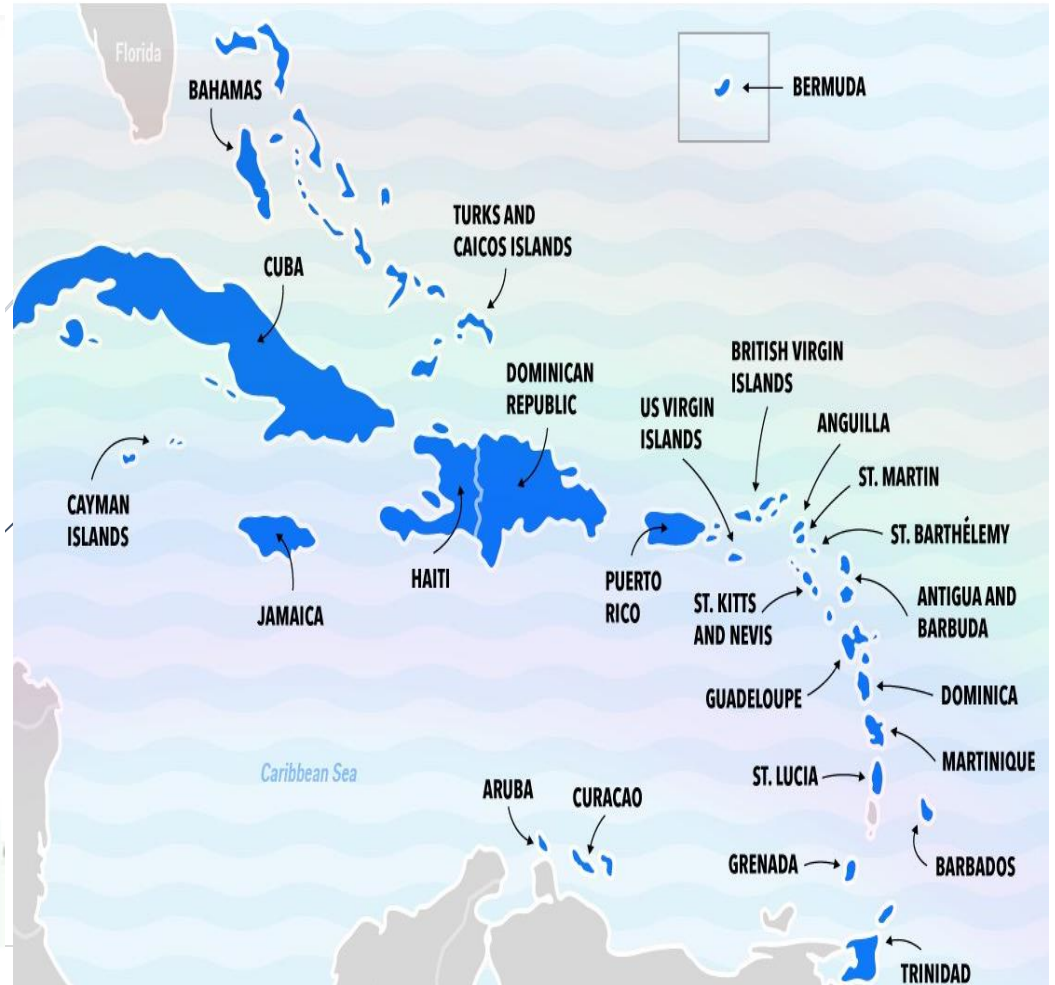 Florida
BAHAMAS
BERMUDA
TURKS AND
CAICOS ISLANDS
CUBA
BRITISH VIRGIN
ISLANDS
DOMINICAN
REPUBLIC
US VIRGIN
ISLANDS
ANGUILLA
ST. MARTIN
CAYMAN
ISLANDS
ST. BARTHÉLEMY
HAITI
PUERTO
RICO
JAMAICA
ST. KITTS
AND NEVIS
ANTIGUA AND
BARBUDA
GUADELOUPE
DOMINICA
MARTINIQUE
Caribbean Sea
ST. LUCIA
ARUBA
CURACAO
GRENADA
BARBADOS
TRINIDAD